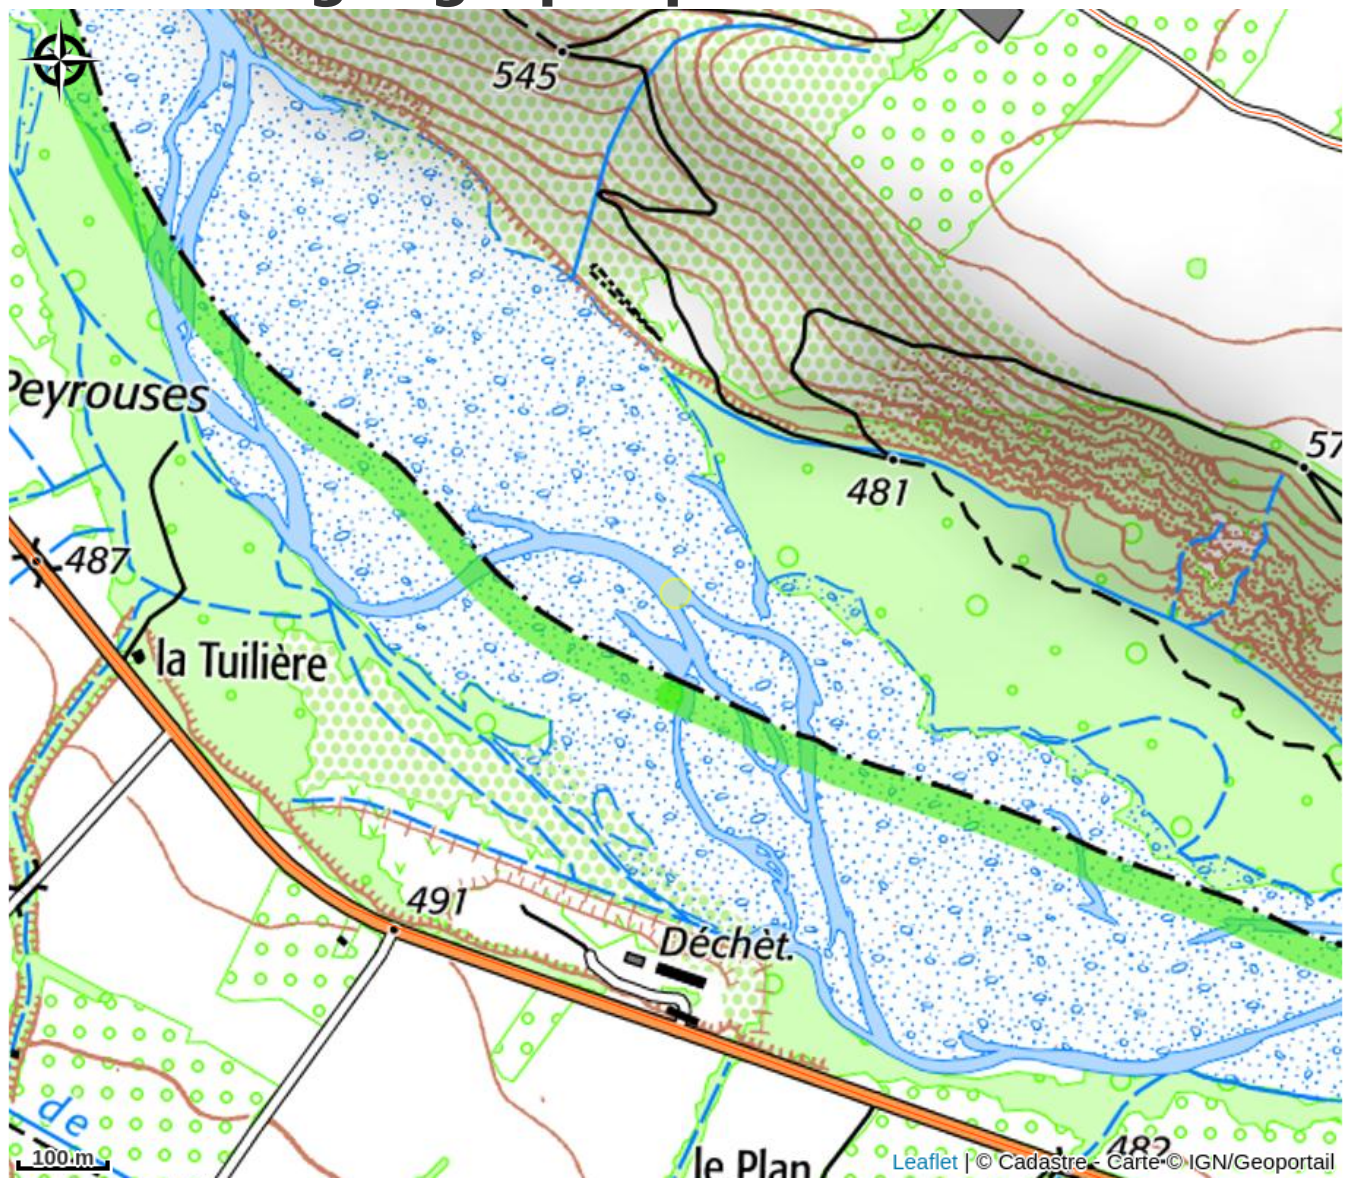 545
57
Peyrouses
481
487
la Tuilière
491
Déchèt.
de
le Plan
482
100 m
Leaflet | © Cadastre - Carte © IGN/Geoportail